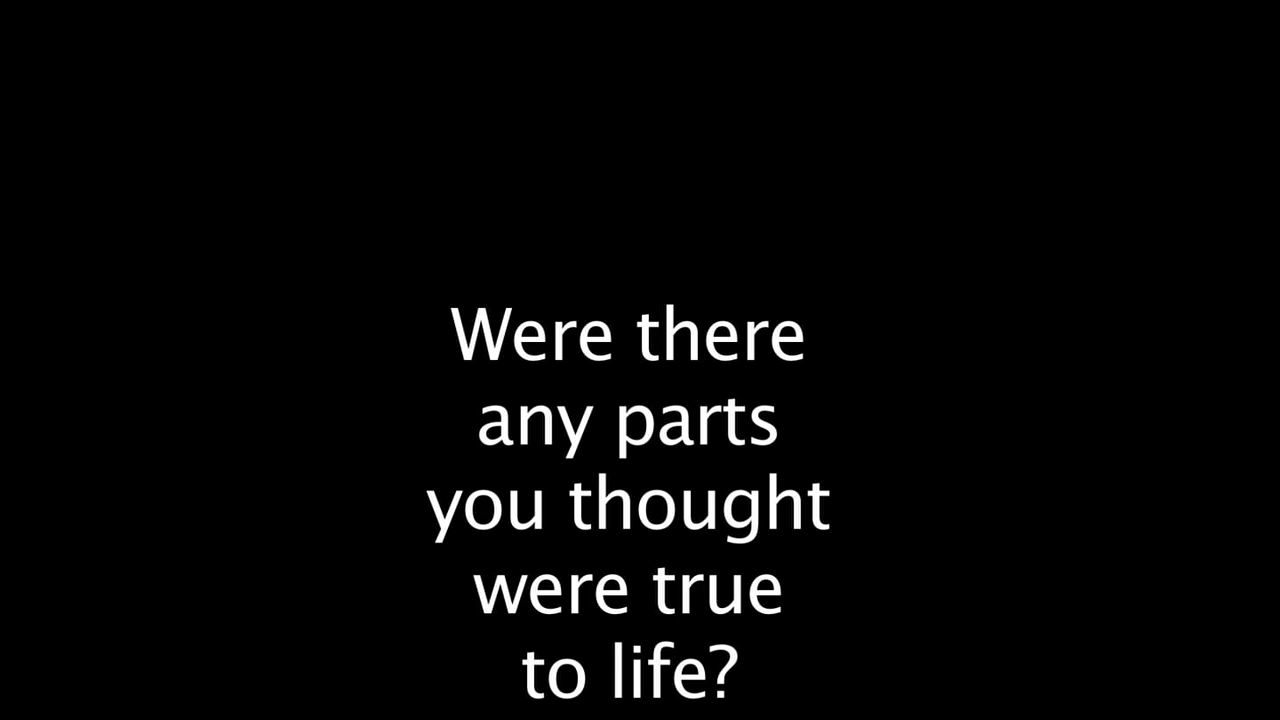 Were there
any parts
you thought
were true
to life?